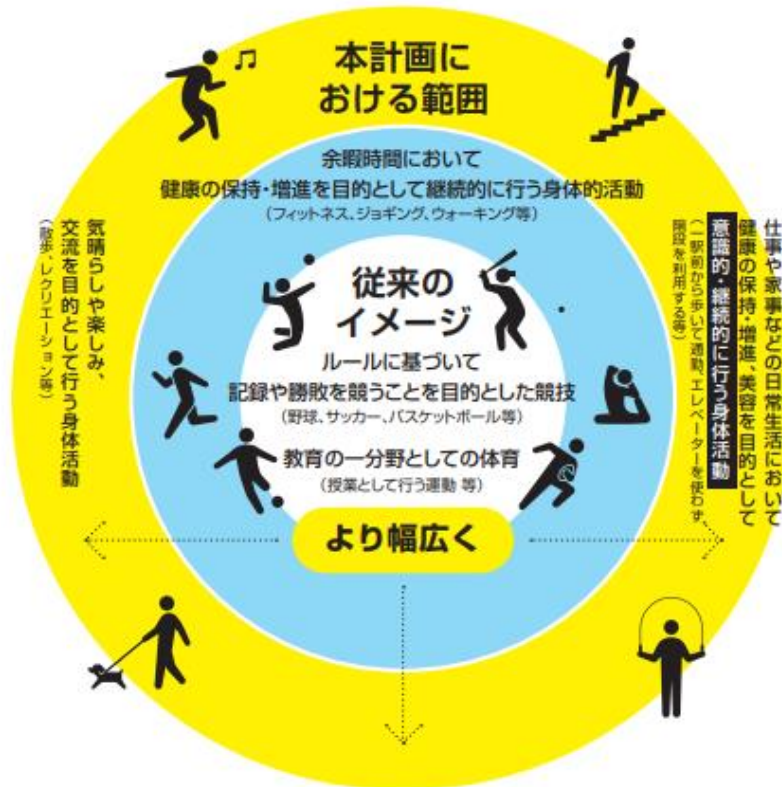 本計画に
おける範囲
余暇時間において
健康の保持・増進を目的として継続的に行う身体的活動
（フィットネス、ジョギング、ウォーキング等）
従来の
イメージ
ルールに基づいて
記録や勝敗を競うことを目的とした競技
（野球、サッカー、バスケットボール等）
教育の一分野としての体育
（授業として行う運動 等）
より幅広く
気晴らしや楽しみ、
交流を目的として行う身体活動
（散歩、レクリエーション等）
仕事や家事などの日常生活において
健康の保持・増進、美容を目的として
意識的・継続的に行う身体活動
（一駅前から歩いて通勤、エレベーターを使わず
階段を利用する等）